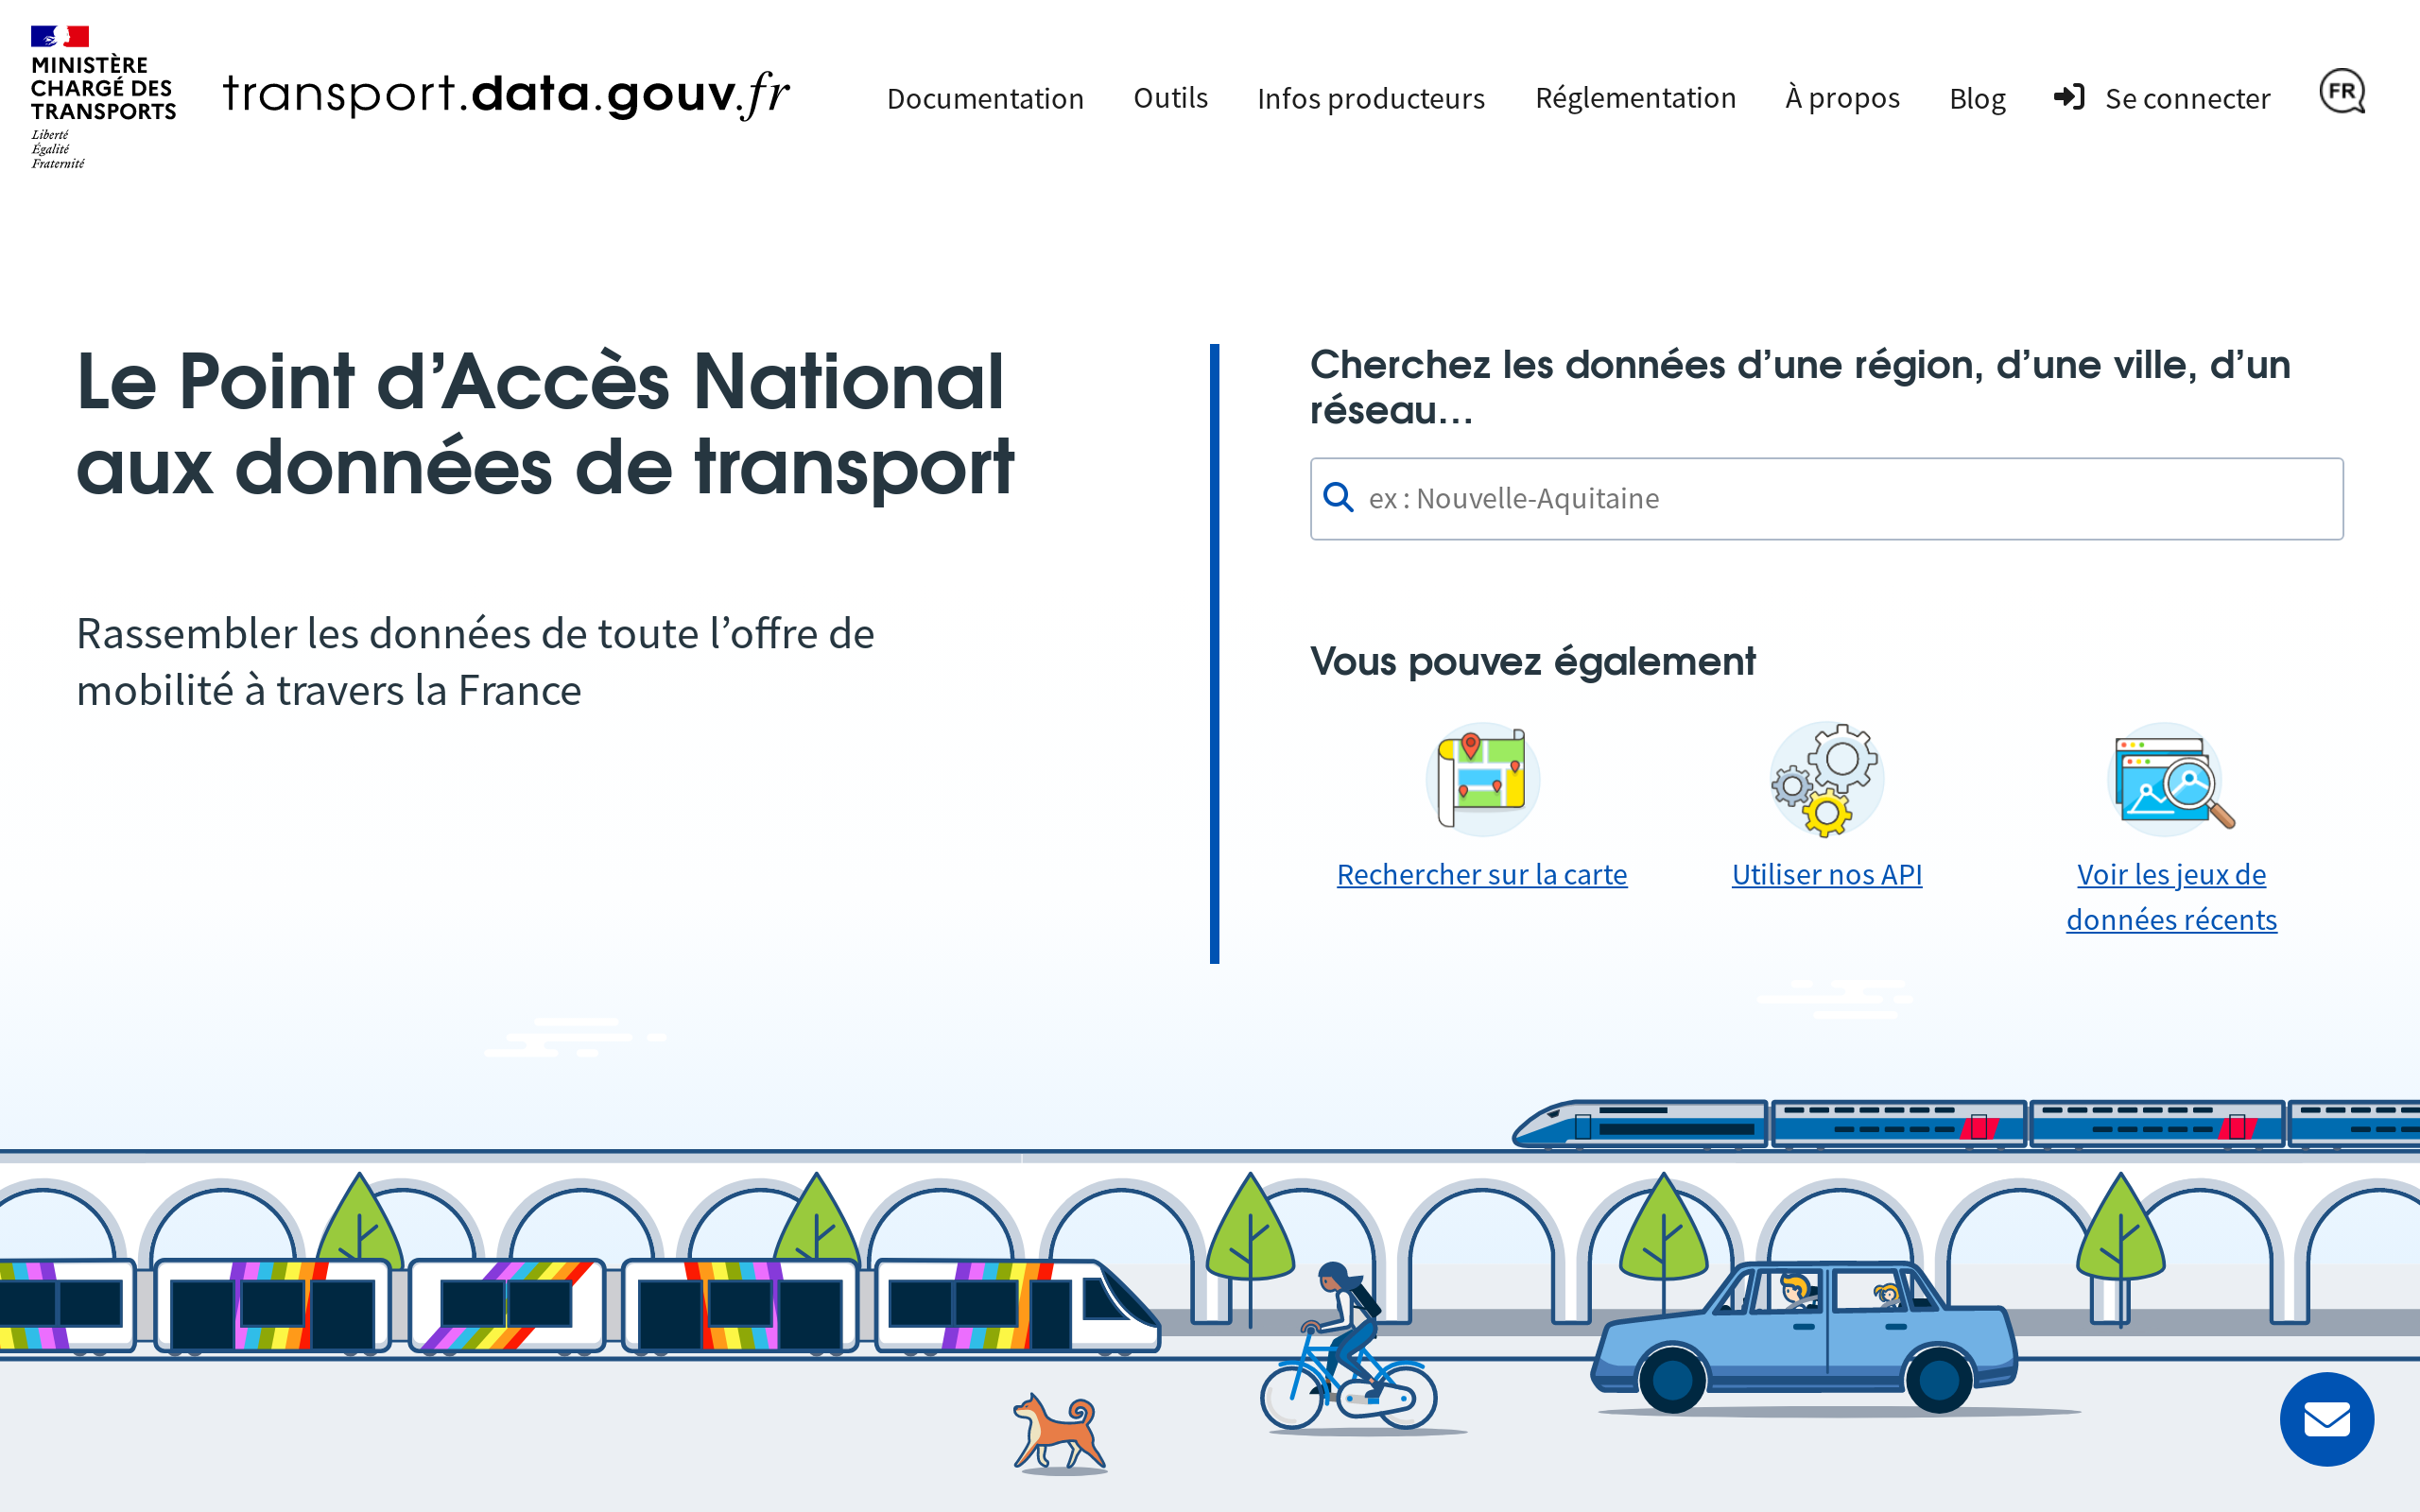 MINISTÈRE
CHARGÉ DES
TRANSPORTS
Liberté
Égalité
Fraternité
transport.data.gouv.fr
Documentation
Outils
Infos producteurs
Réglementation
À propos
Blog
Se connecter
FR
Le Point d’Accès National
aux données de transport
Rassembler les données de toute l’offre de
mobilité à travers la France
Cherchez les données d’une région, d’une ville, d’un
réseau…
ex : Nouvelle-Aquitaine
Vous pouvez également
Rechercher sur la carte
Utiliser nos API
Voir les jeux de
données récents